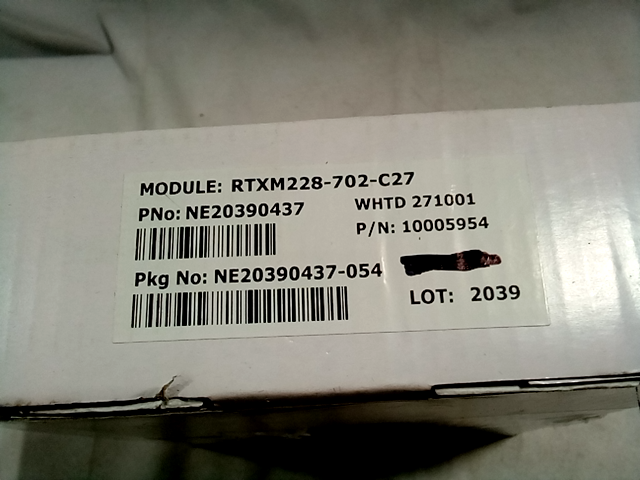 MODULE: RTXM228-702-C27
PNo: NE20390437
WHTD 271001
P/N: 10005954
Pkg No: NE20390437-054
LOT: 2039